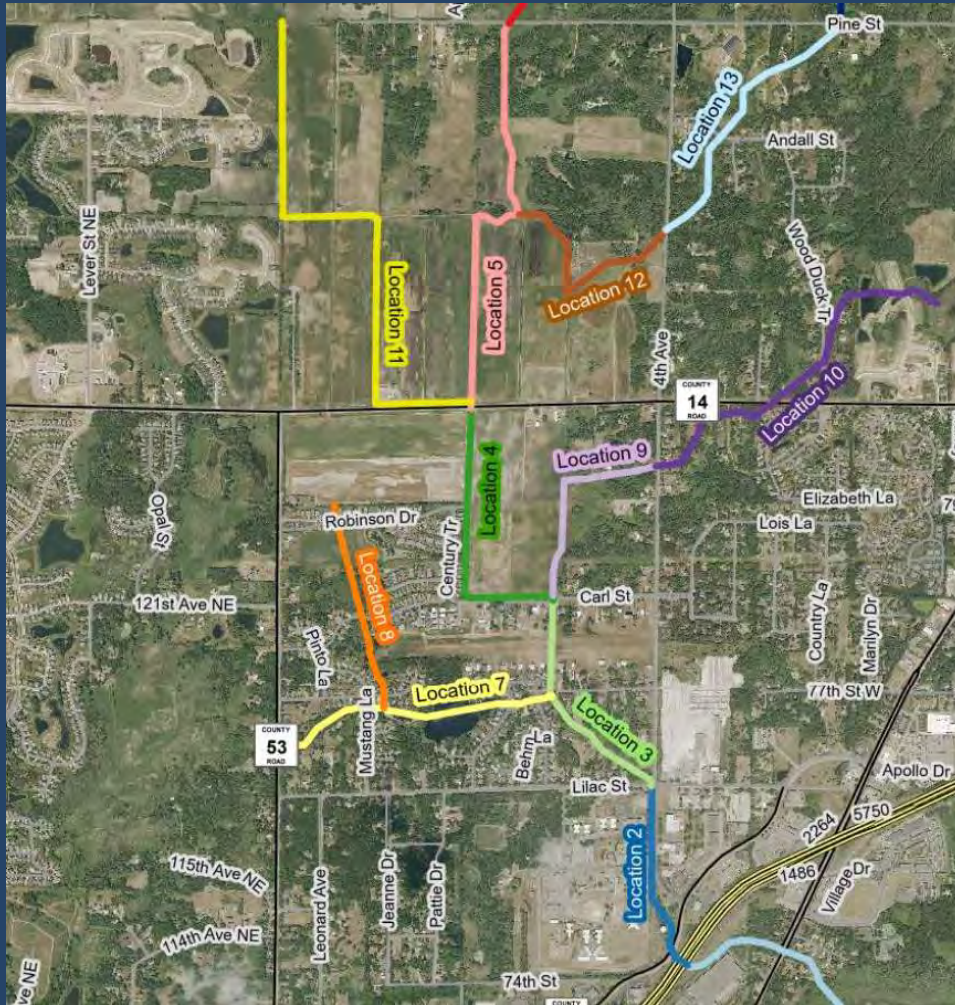 Pine St
Location 13
Andall St
Lever St NE
Wood Duck Tr
Location 5
Location 12
Location 11
4th Ave
COUNTY
14
ROAD
Location 10
Location 9
Location 4
Opal St
Elizabeth La
Robinson Dr
Lois La
Century Tr
Location 8
121st Ave NE
Carl St
Country La
Marilyn Dr
Pinto La
Location 7
77th St W
Mustang La
COUNTY
53
ROAD
Behm La
Location 3
Lilac St
Apollo Dr
2264
5750
1486
Location 2
115th Ave NE
Leonard Ave
Jeanne Dr
Pattie Dr
Village Dr
114th Ave NE
74th St
ve NE
COUNTY